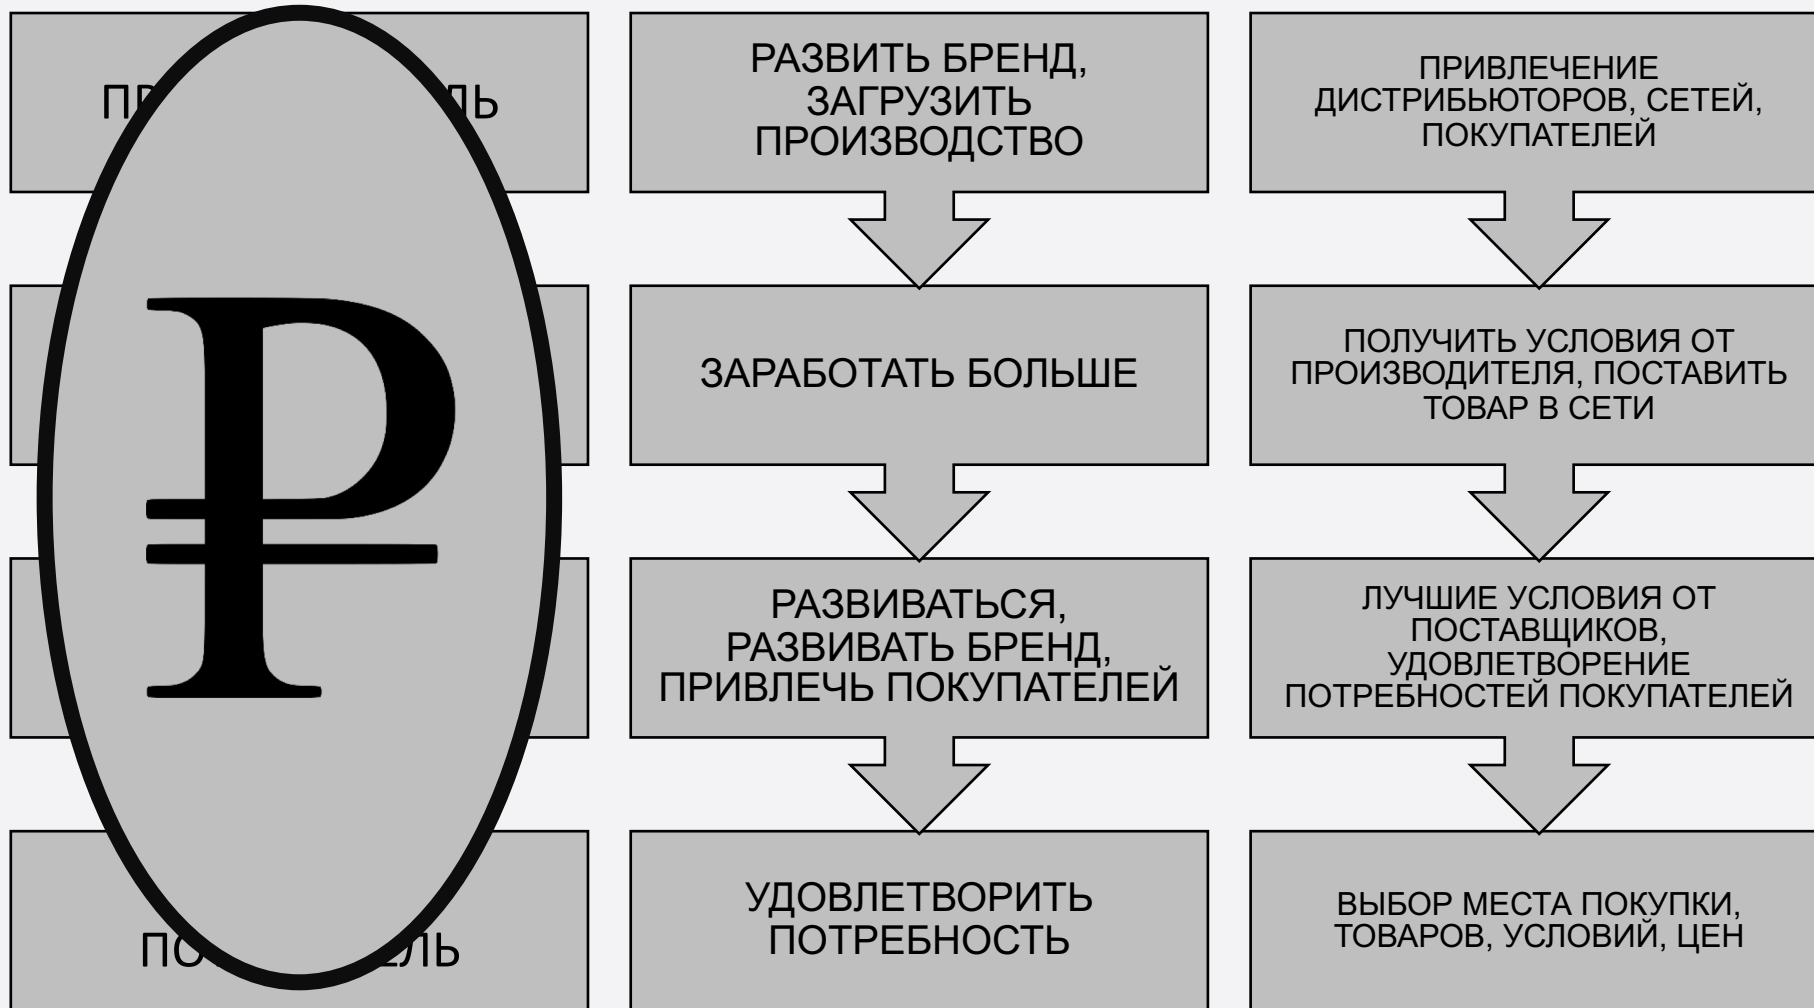 РАЗВИТЬ БРЕНД,
ЗАГРУЗИТЬ
ПРОИЗВОДСТВО
ПРИВЛЕЧЕНИЕ
ДИСТРИБЬЮТОРОВ, СЕТЕЙ,
ПОКУПАТЕЛЕЙ
ЗАРАБОТАТЬ БОЛЬШЕ
ПОЛУЧИТЬ УСЛОВИЯ ОТ
ПРОИЗВОДИТЕЛЯ, ПОСТАВИТЬ
ТОВАР В СЕТИ
РАЗВИВАТЬСЯ,
РАЗВИВАТЬ БРЕНД,
ПРИВЛЕЧЬ ПОКУПАТЕЛЕЙ
ЛУЧШИЕ УСЛОВИЯ ОТ
ПОСТАВЩИКОВ,
УДОВЛЕТВОРЕНИЕ
ПОТРЕБНОСТЕЙ ПОКУПАТЕЛЕЙ
УДОВЛЕТВОРИТЬ
ПОТРЕБНОСТЬ
ВЫБОР МЕСТА ПОКУПКИ,
ТОВАРОВ, УСЛОВИЙ, ЦЕН